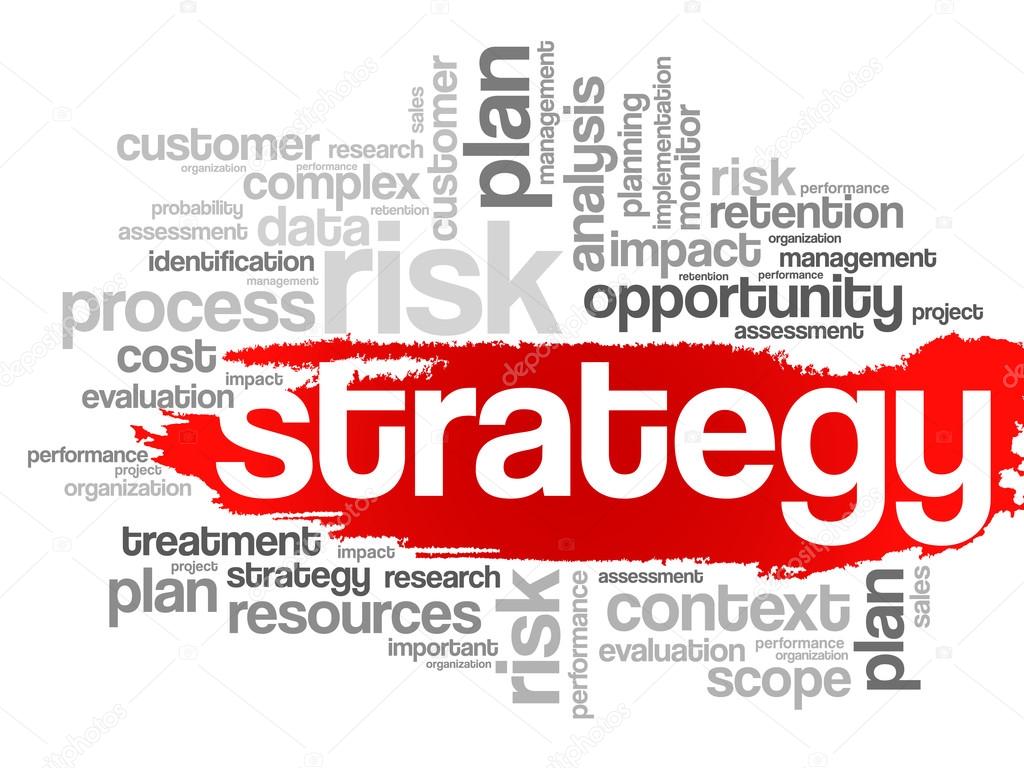 plan
management
customer
sales
analysis
planning
implementation
monitor
customer
research
organization
performance
complex
retention
risk
performance
probability
retention
assessment
data
impact
organization
identification
management
management
risk
retention
performance
process
opportunity
project
assessment
cost
impact
evaluation
strategy
performance
project
organization
treatment
impact
project
strategy
research
plan
resources
important
organization
risk
performance
assessment
context
plan
sales
evaluation
performance
organization
scope
depositphotos